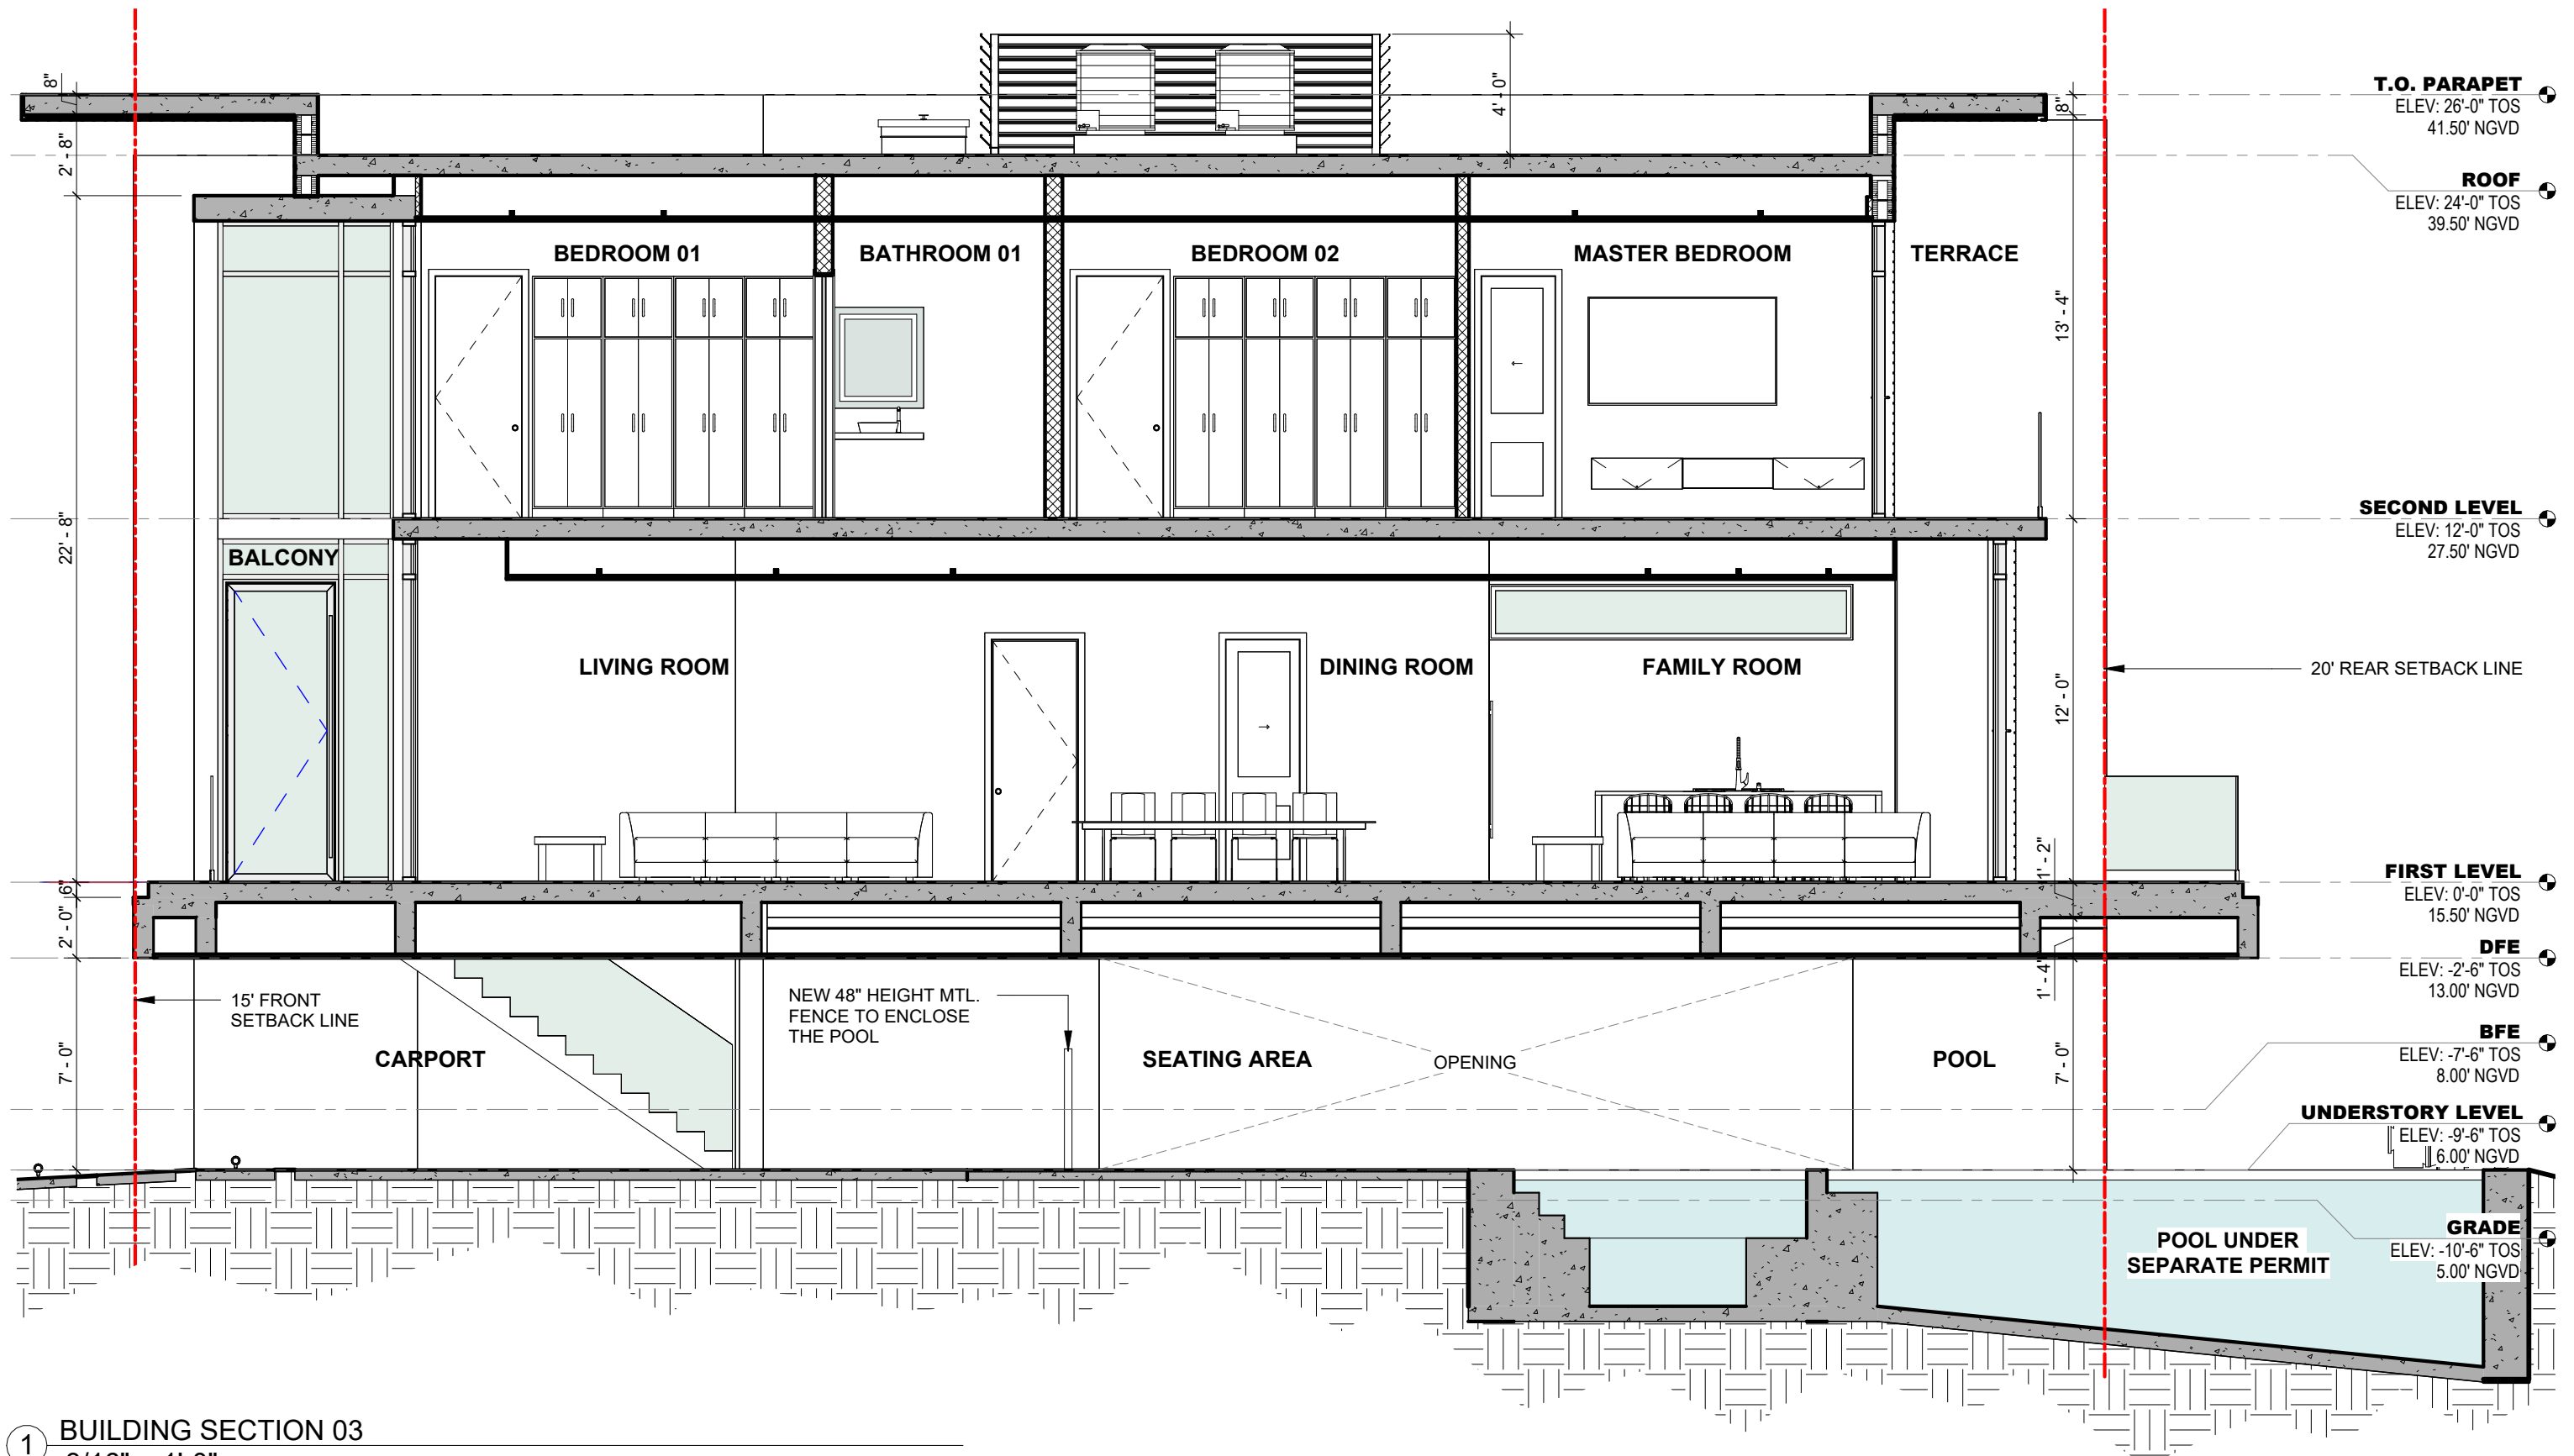 8"
2' - 8"
22' - 8"
6"
2' - 0"
7' - 0"
4' - 0"
8"
13' - 4"
12' - 0"
1' - 2"
1' - 4"
7' - 0"
T.O. PARAPET
ELEV: 26'-0" TOS
41.50' NGVD
ROOF
ELEV: 24'-0" TOS
39.50' NGVD
BEDROOM 01
BATHROOM 01
BEDROOM 02
MASTER BEDROOM
TERRACE
SECOND LEVEL
ELEV: 12'-0" TOS
27.50' NGVD
BALCONY
LIVING ROOM
DINING ROOM
FAMILY ROOM
20' REAR SETBACK LINE
FIRST LEVEL
ELEV: 0'-0" TOS
15.50' NGVD
DFE
ELEV: -2'-6" TOS
13.00' NGVD
15' FRONT
SETBACK LINE
NEW 48" HEIGHT MTL.
FENCE TO ENCLOSE
THE POOL
CARPORT
SEATING AREA
OPENING
POOL
BFE
ELEV: -7'-6" TOS
8.00' NGVD
UNDERSTORY LEVEL
ELEV: -9'-6" TOS
6.00' NGVD
POOL UNDER
SEPARATE PERMIT
GRADE
ELEV: -10'-6" TOS
5.00' NGVD
1
BUILDING SECTION 03